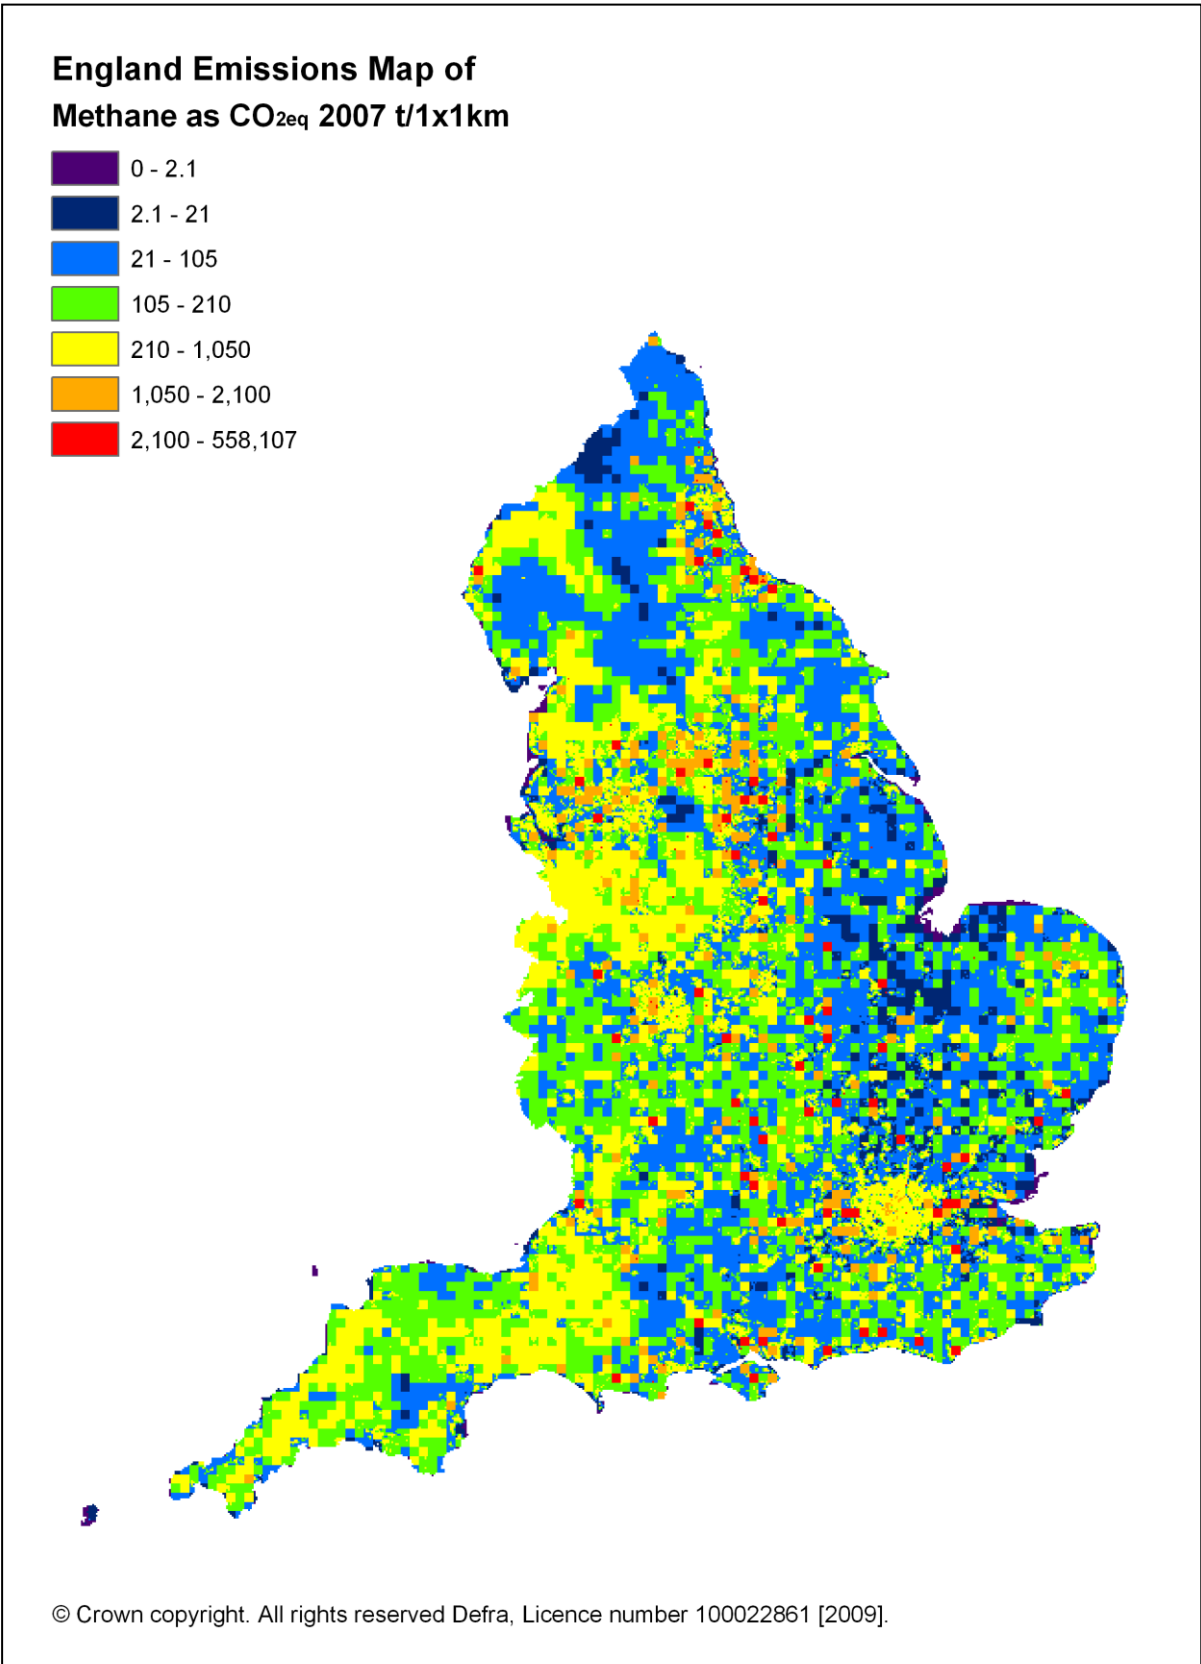 England Emissions Map of
Methane as CO2eq 2007 t/1x1km
0 - 2.1
2.1 - 21
21 - 105
105 - 210
210 - 1,050
1,050 - 2,100
2,100 - 558,107
© Crown copyright. All rights reserved Defra, Licence number 100022861 [2009].